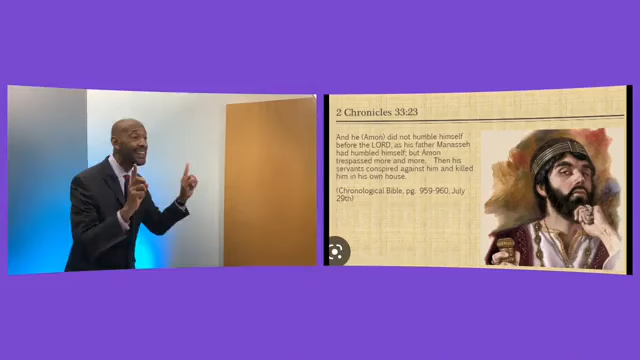 2 Chronicles 33:23
And he (Amon) did not humble himself
before the LORD, as his father Manasseh
had humbled himself; but Amon
trespassed more and more. Then his
servants conspired against him and killed
him in his own house.
(Chronological Bible, pg. 959-960, July
29th)